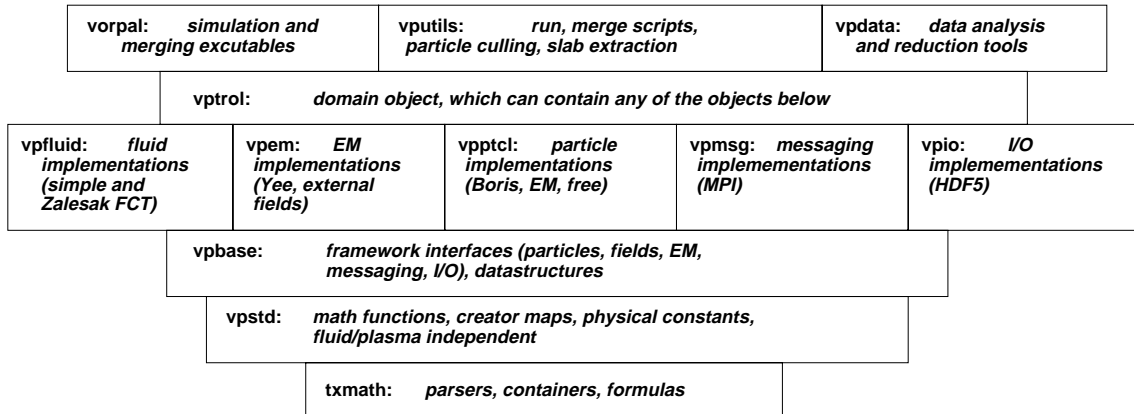 vorpal: simulation and
merging excutables
vputils: run, merge scripts,
particle culling, slab extraction
vpdata: data analysis
and reduction tools
vptrol: domain object, which can contain any of the objects below
vpfluid: fluid
implementations
(simple and
Zalesak FCT)
vpem: EM
implementations
(Yee, external
fields)
vpptcl: particle
implementations
(Boris, EM, free)
vpmsg: messaging
implemementations
(MPI)
vpio: I/O
implemementations
(HDF5)
vpbase: framework interfaces (particles, fields, EM,
messaging, I/O), datastructures
vpstd: math functions, creator maps, physical constants,
fluid/plasma independent
txmath: parsers, containers, formulas